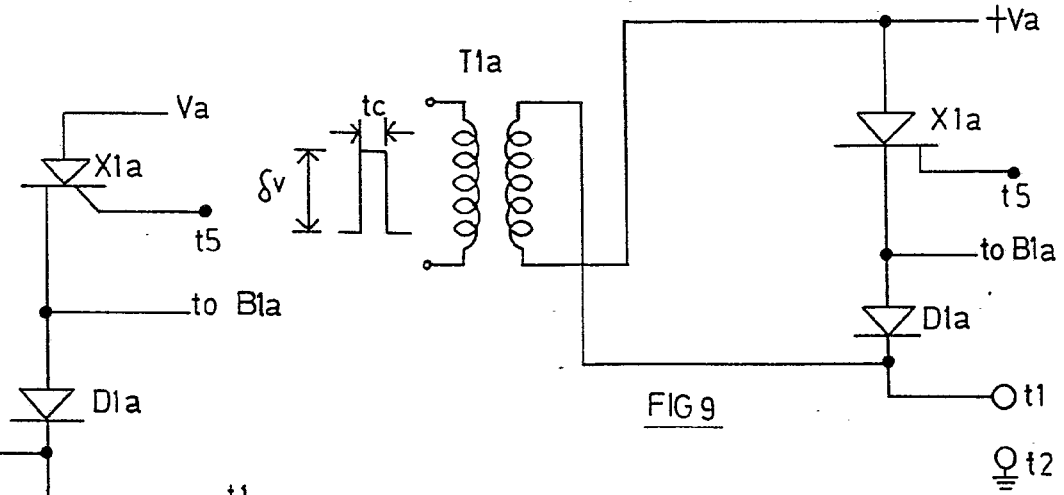 Va
X1a
t5
to B1a
D1a
t1
T1a
tc
δv
+Va
X1a
t5
to B1a
D1a
t1
t2
FIG 9